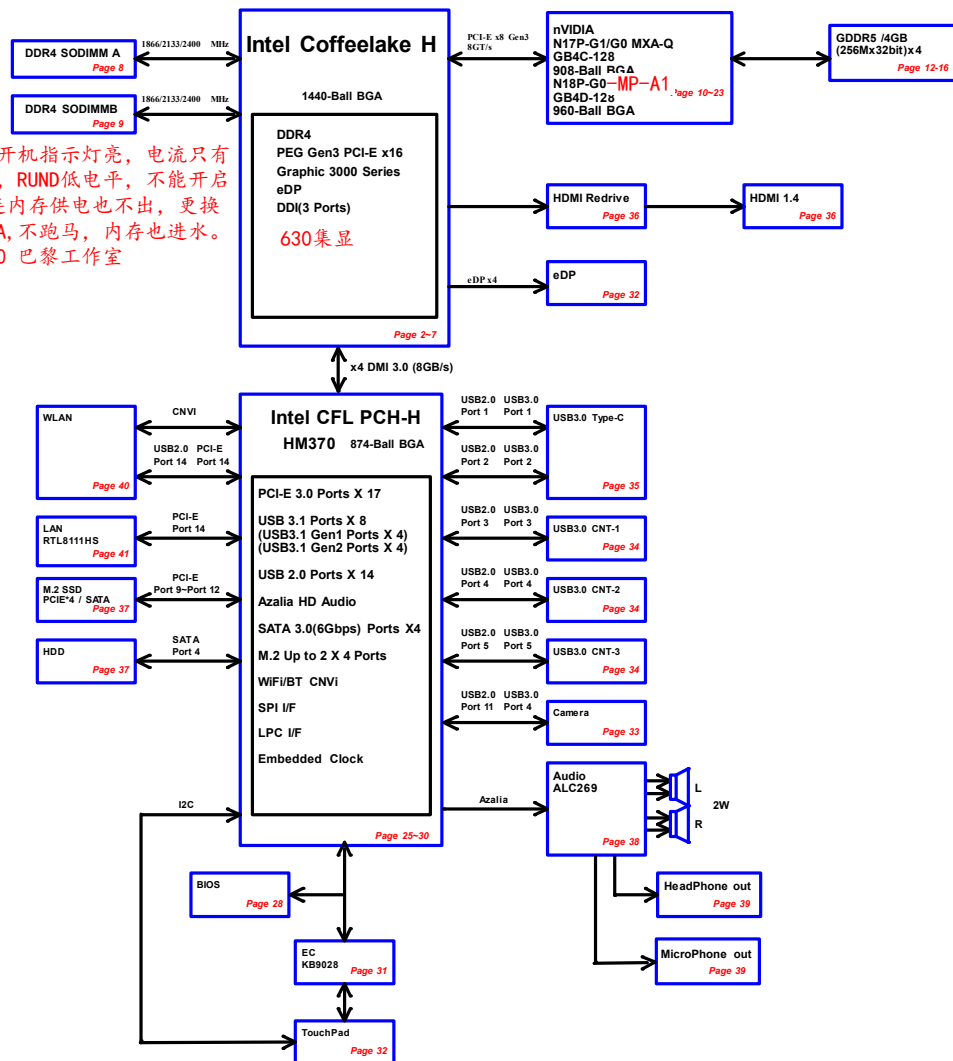 DDR4 SODIMM A
Page 8
1866/2133/2400 MHz
DDR4 SODIMMB
Page 9
1866/2133/2400 MHz
开机指示灯亮, 电流只有
, RUND低电平, 不能开启
内存供电也不出, 更换
A,不跑马, 内存也进水。
巴黎工作室
Intel Coffeelake H
1440-Ball BGA
DDR4
PEG Gen3 PCI-E x16
Graphic 3000 Series
eDP
DDI(3 Ports)
630集显
Page 2~7
PCI-E x8 Gen3
8GT/s
nVIDIA
N17P-G1/G0 MXA-Q
GB4C-128
908-Ball BGA
N18P-G0-MP-A1
Page 10~23
GB4D-128
960-Ball BGA
GDDR5 /4GB
(256Mx32bit)x4
Page 12-16
HDMI Redrive
Page 36
HDMI 1.4
Page 36
eDP x4
eDP
Page 32
x4 DMI 3.0 (8GB/s)
Intel CFL PCH-H
HM370 874-Ball BGA
PCI-E 3.0 Ports X 17
USB 3.1 Ports X 8
(USB3.1 Gen1 Ports X 4)
(USB3.1 Gen2 Ports X 4)
USB 2.0 Ports X 14
Azalia HD Audio
SATA 3.0(6Gbps) Ports X4
M.2 Up to 2 X 4 Ports
WiFi/BT CNVi
SPI I/F
LPC I/F
Embedded Clock
Page 25~30
WLAN
Page 40
CNVI
USB2.0 PCI-E
Port 14 Port 14
LAN
RTL8111HS
Page 41
PCI-E
Port 14
M.2 SSD
PCIE*4 / SATA
Page 37
PCI-E
Port 9~Port 12
HDD
Page 37
SATA
Port 4
USB2.0 USB3.0
Port 1 Port 1
USB2.0 USB3.0
Port 2 Port 2
USB3.0 Type-C
Page 35
USB2.0 USB3.0
Port 3 Port 3
USB3.0 CNT-1
Page 34
USB2.0 USB3.0
Port 4 Port 4
USB3.0 CNT-2
Page 34
USB2.0 USB3.0
Port 5 Port 5
USB3.0 CNT-3
Page 34
USB2.0 USB3.0
Port 11 Port 4
Camera
Page 33
Azalia
Audio
ALC269
Page 38
L
2W
R
HeadPhone out
Page 39
MicroPhone out
Page 39
I2C
BIOS
Page 28
EC
KB9028
Page 31
TouchPad
Page 32